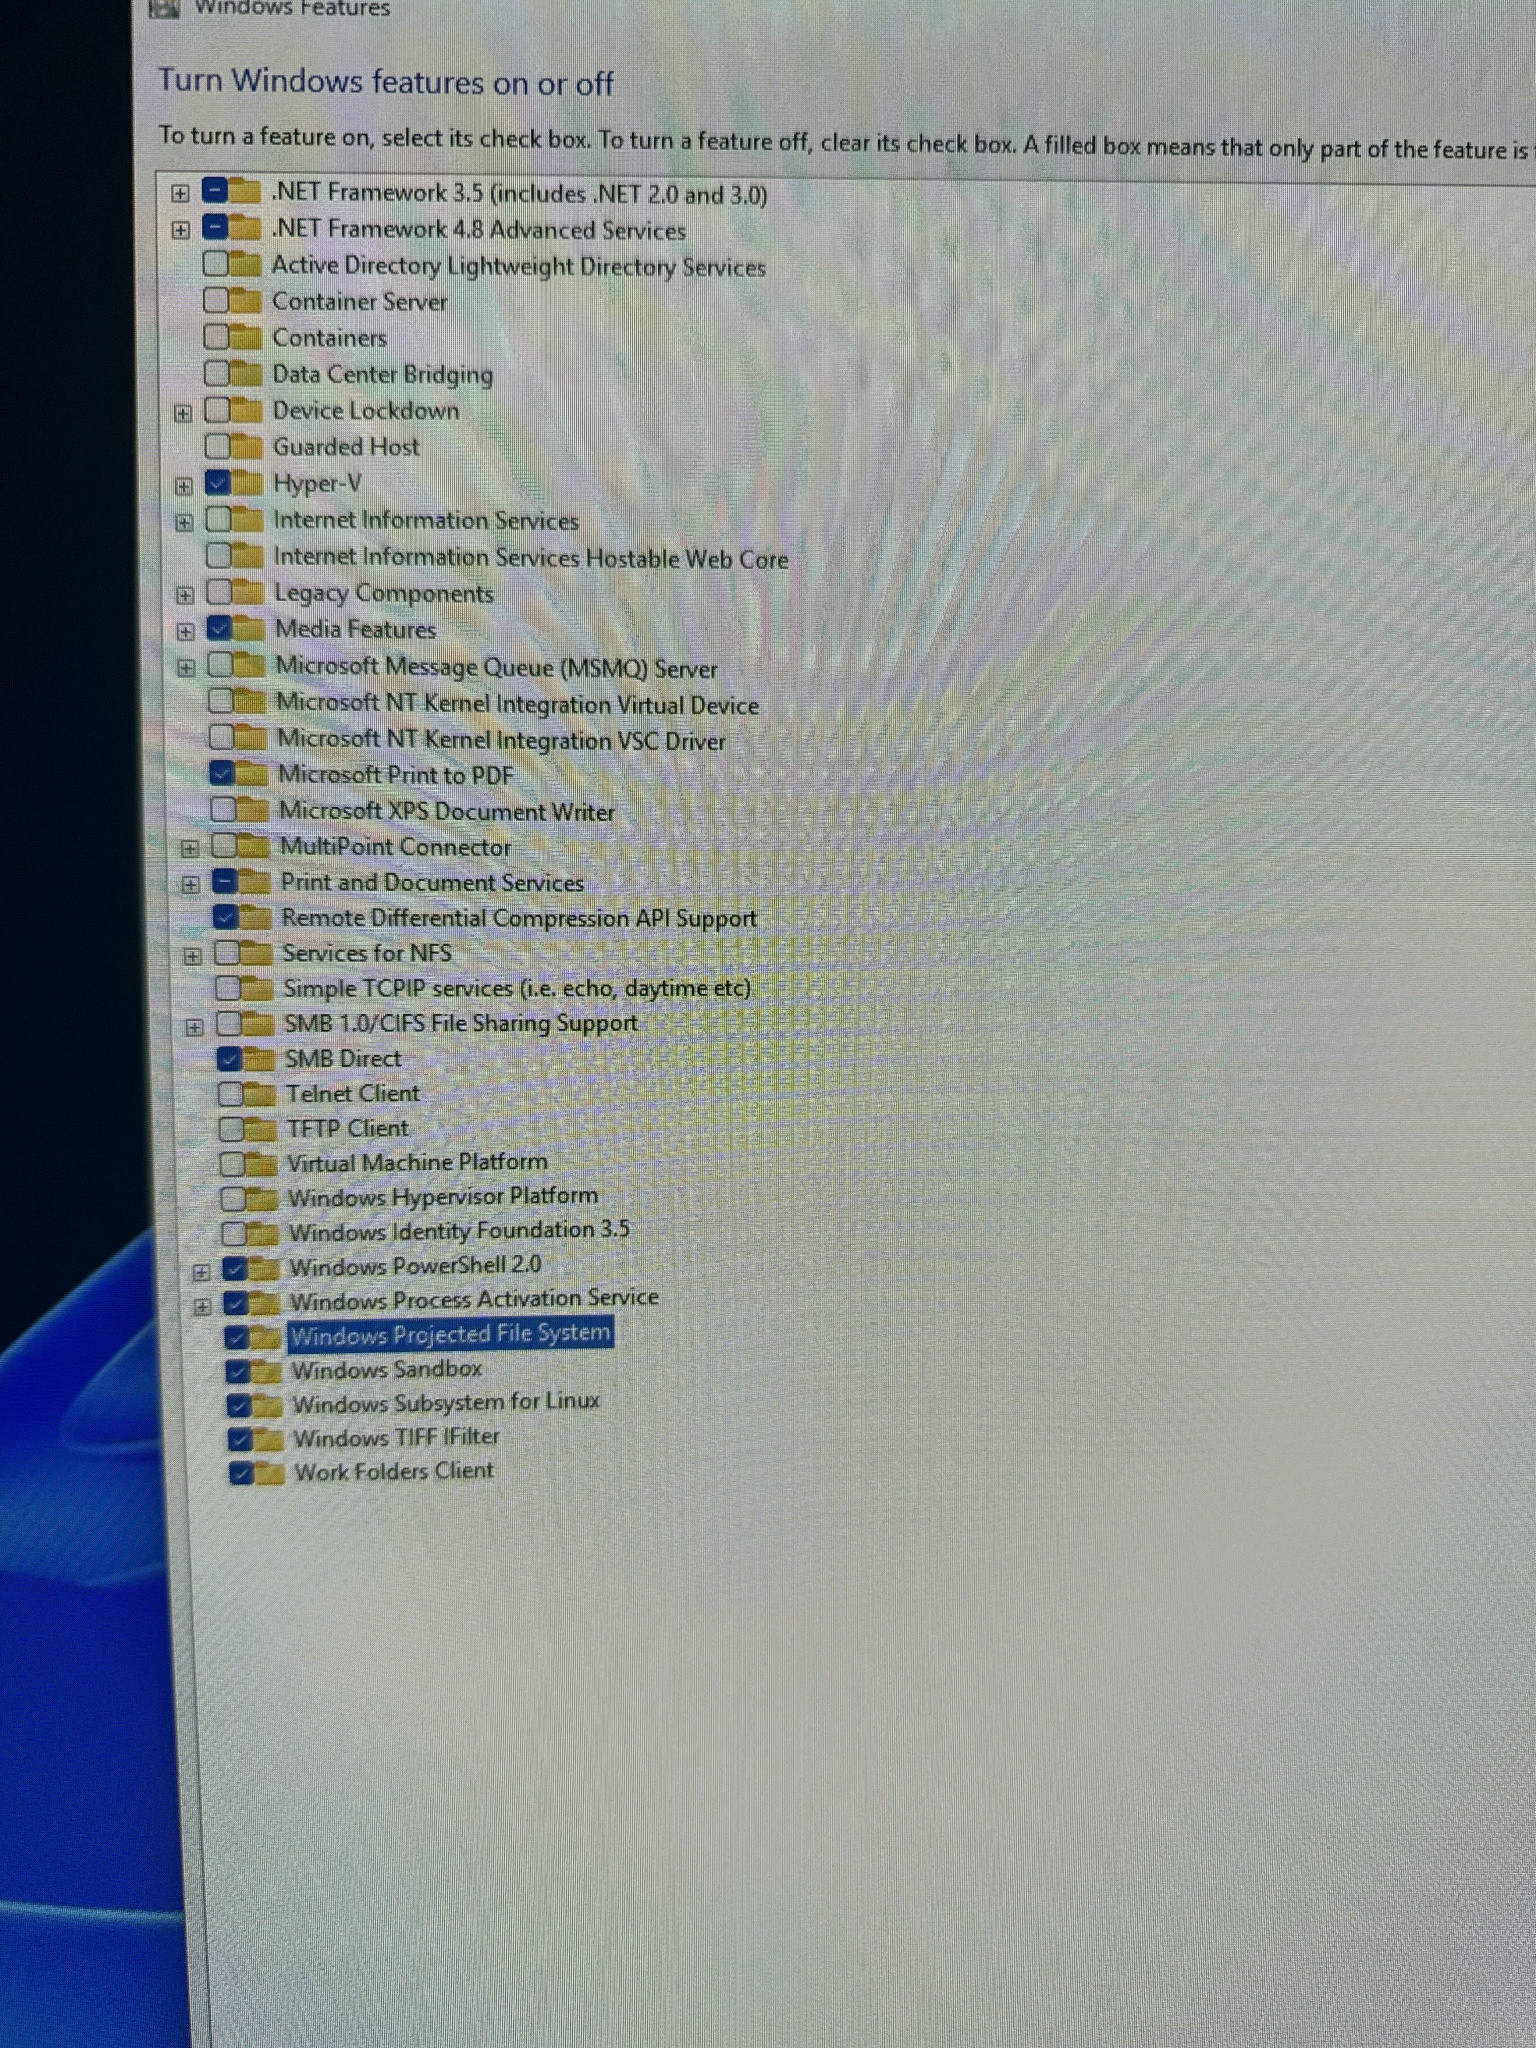 Windows Features
Turn Windows features on or off
To turn a feature on, select its check box. To turn a feature off, clear its check box. A filled box means that only part of the feature is
.NET Framework 3.5 (includes .NET 2.0 and 3.0)
.NET Framework 4.8 Advanced Services
Active Directory Lightweight Directory Services
Container Server
Containers
Data Center Bridging
Device Lockdown
Guarded Host
Hyper-V
Internet Information Services
Internet Information Services Hostable Web Core
Legacy Components
Media Features
Microsoft Message Queue (MSMQ) Server
Microsoft NT Kernel Integration Virtual Device
Microsoft NT Kernel Integration VSC Driver
Microsoft Print to PDF
Microsoft XPS Document Writer
MultiPoint Connector
Print and Document Services
Remote Differential Compression API Support
Services for NFS
Simple TCPIP services (i.e. echo, daytime etc)
SMB 1.0/CIFS File Sharing Support
SMB Direct
Telnet Client
TFTP Client
Virtual Machine Platform
Windows Hypervisor Platform
Windows Identity Foundation 3.5
Windows PowerShell 2.0
Windows Process Activation Service
Windows Projected File System
Windows Sandbox
Windows Subsystem for Linux
Windows TIFF IFilter
Work Folders Client